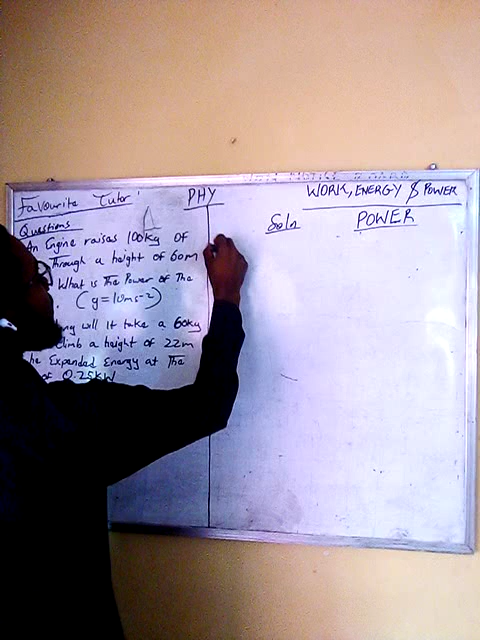 Favourite Tutor
PHY
WORK, ENERGY & POWER
Questions
An Engine raises 100kg of
Through a height of 60m
What is The Power of The
(g=10ms-2)
will it take a 60kg
Climb a height of 22m
Expended Energy at The
of 0.25KW
Soln
POWER